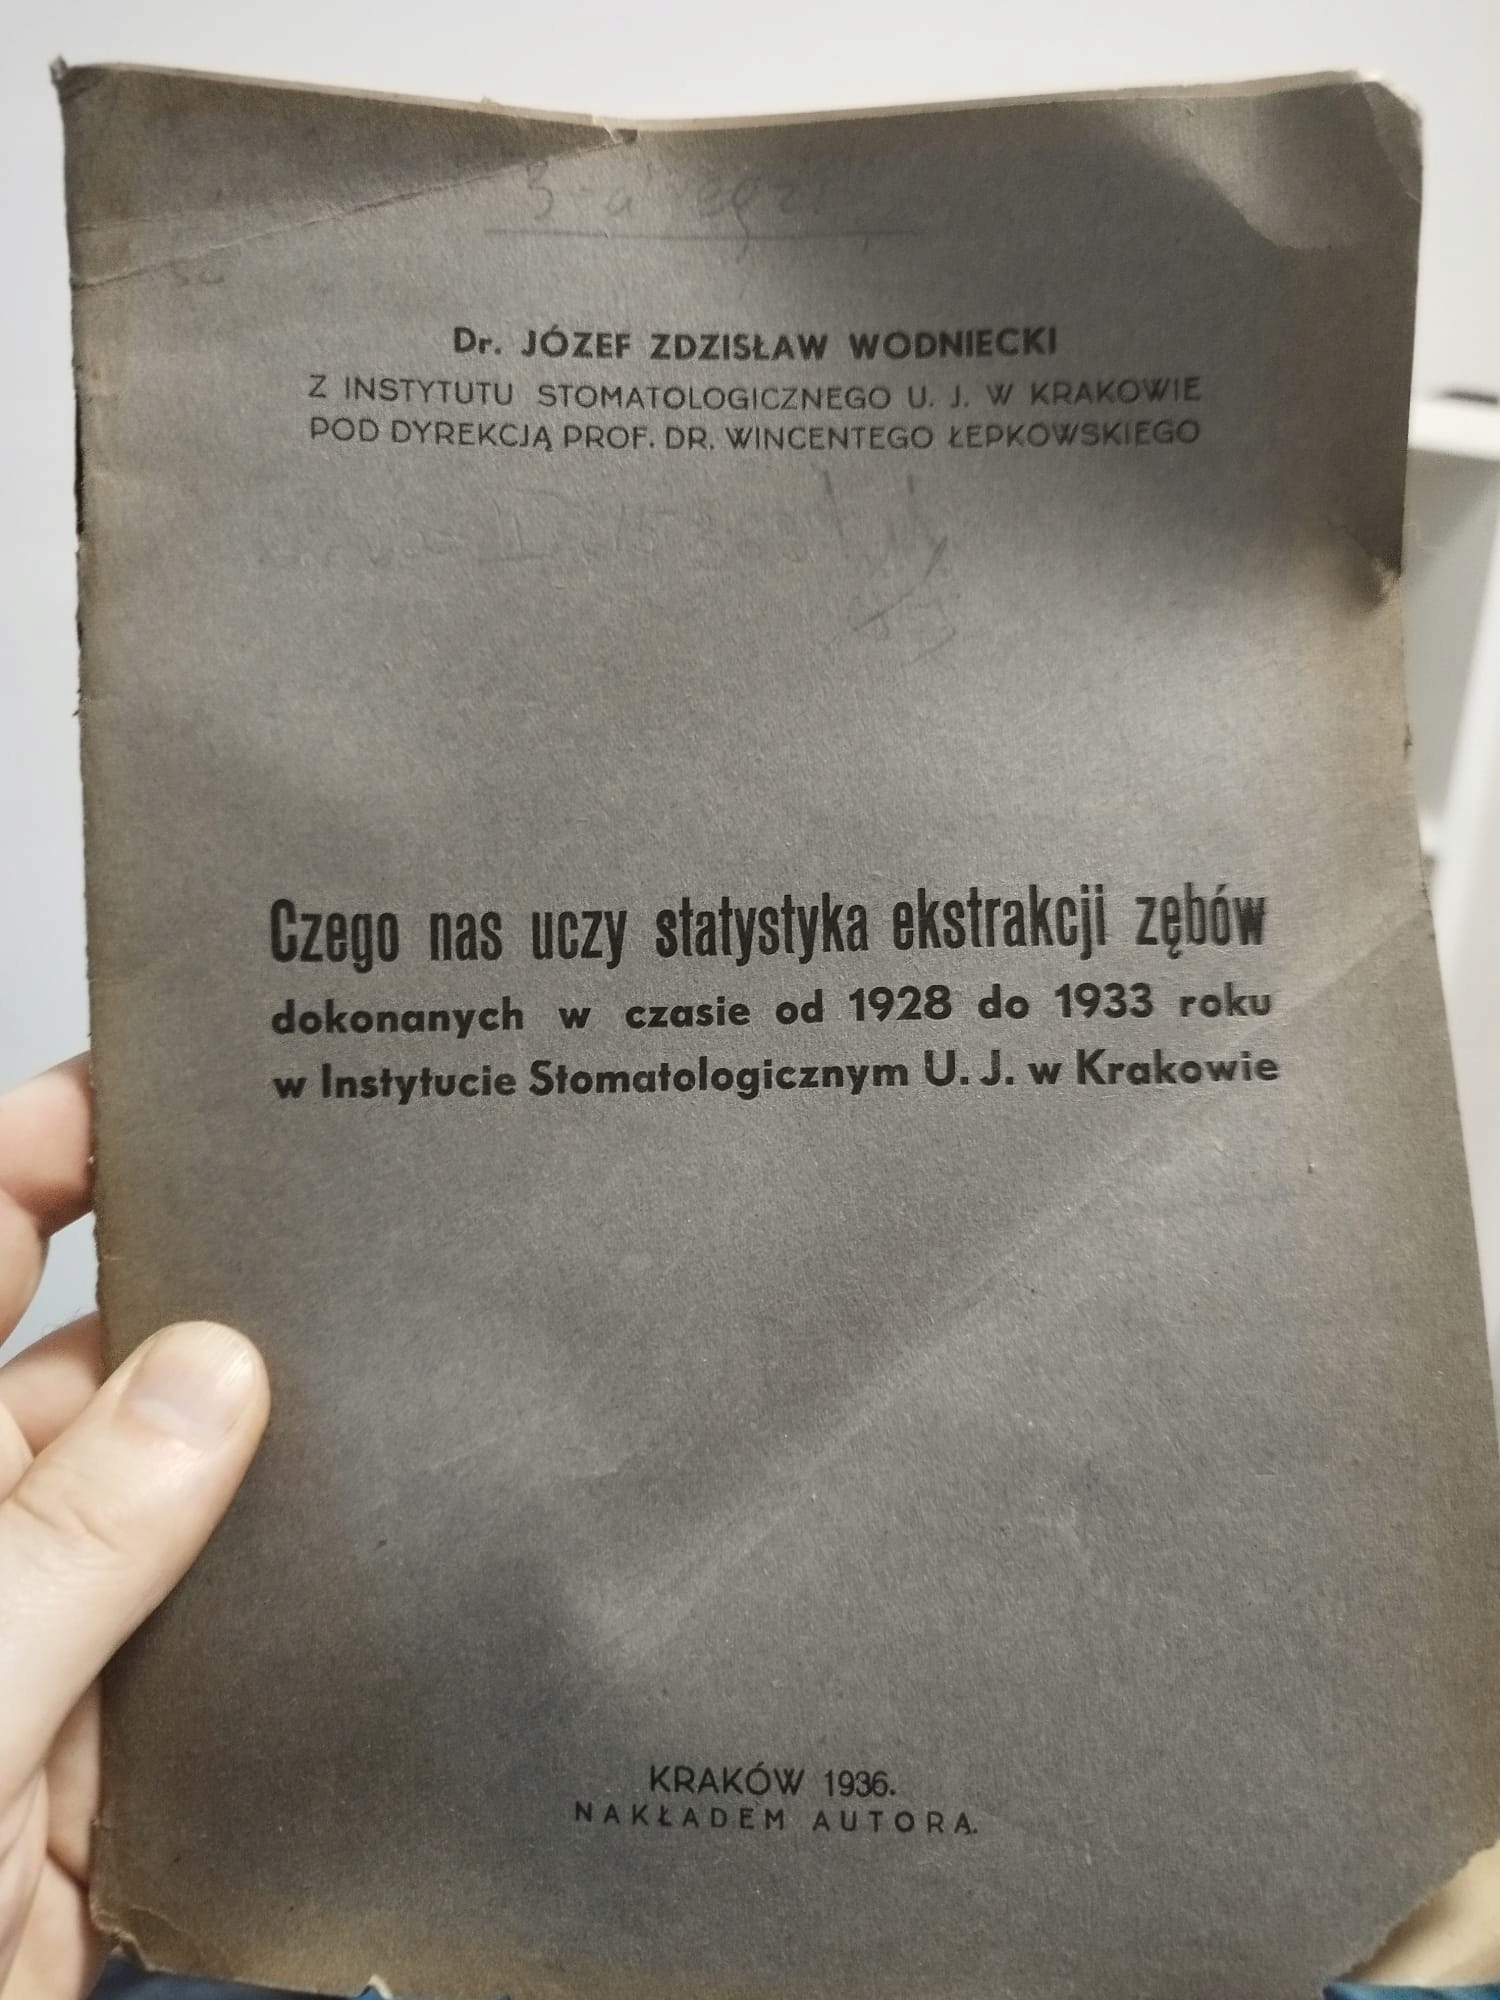 Dr. JÓZEF ZDZISŁAW WODNIECKI
Z INSTYTUTU STOMATOLOGICZNEGO U. J. W KRAKOWIE
POD DYREKCJĄ PROF. DR. WINCENTEGO ŁEPKOWSKIEGO
Czego nas uczy statystyka ekstrakcji zębów
dokonanych w czasie od 1928 do 1933 roku
w Instytucie Stomatologicznym U. J. w Krakowie
KRAKÓW 1936.
NAKŁADEM AUTORA.